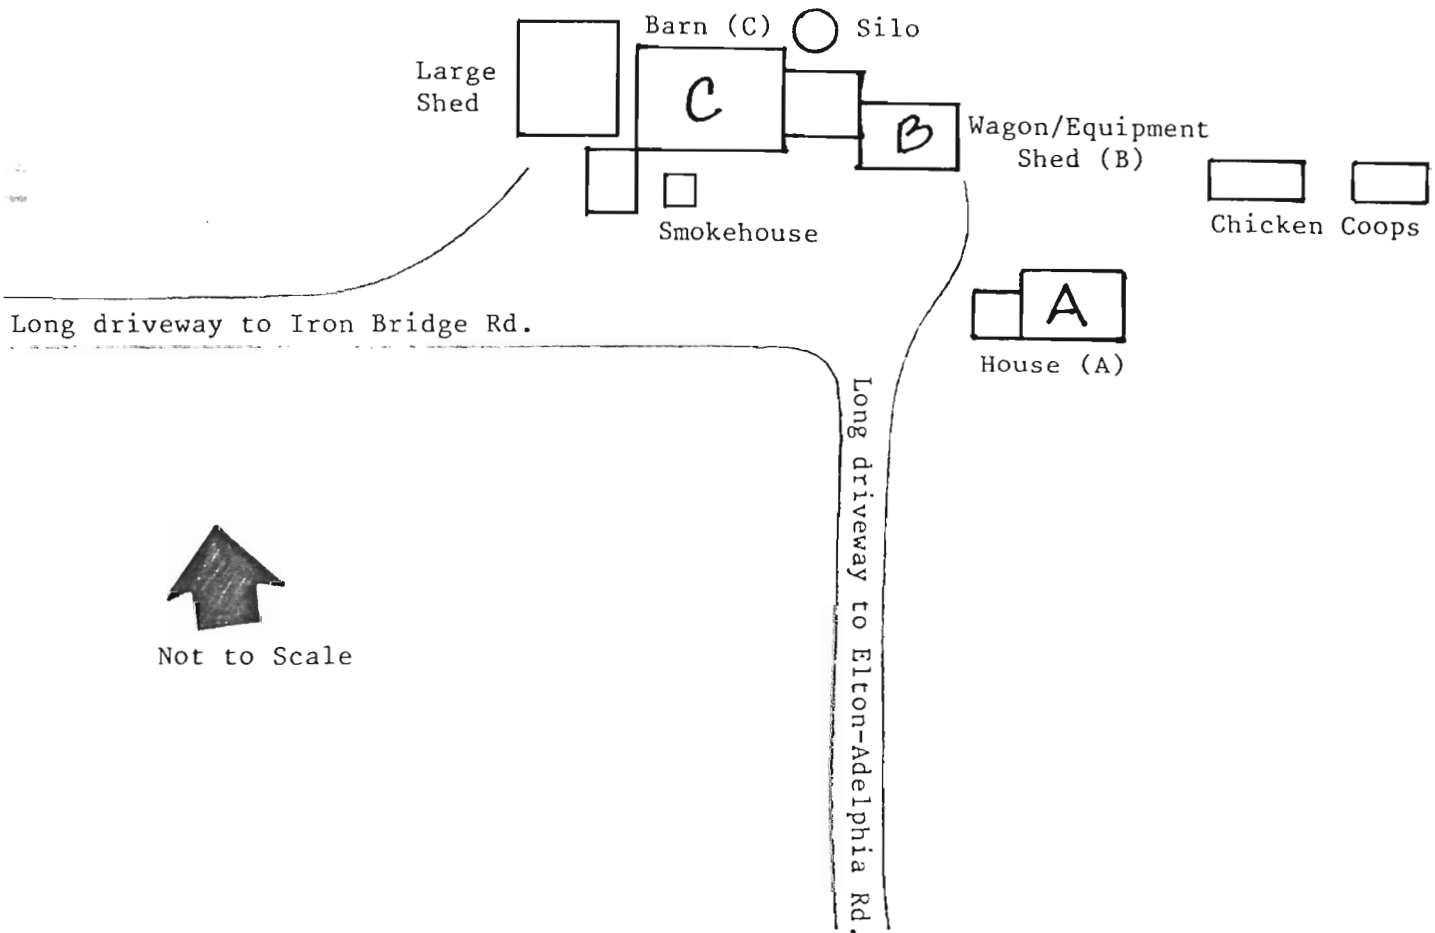 Barn (C)
Silo
Large
Shed
C
B
Wagon/Equipment
Shed (B)
Smokehouse
Chicken Coops
A
House (A)
Long driveway to Iron Bridge Rd.
Long driveway to Elton-Adelphia Rd.
Not to Scale